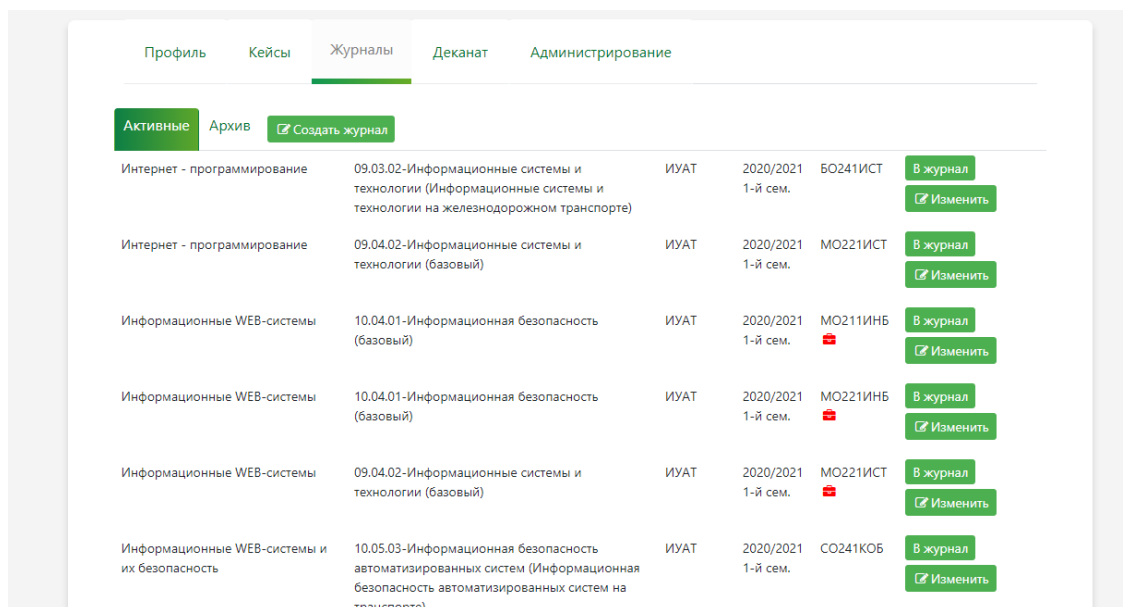 Профиль Кейсы Журналы Деканат Администрирование
Активные Архив Создать журнал
Интернет - программирование 09.03.02-Информационные системы и ИУАТ 2020/2021 БО241ИСТ В журнал
технологии (Информационные системы и 1-й сем.
технологии на железнодорожном транспорте) Изменить
Интернет - программирование 09.04.02-Информационные системы и ИУАТ 2020/2021 МО221ИСТ В журнал
технологии (базовый) 1-й сем. Изменить
Информационные WEB-системы 10.04.01-Информационная безопасность ИУАТ 2020/2021 МО211ИНБ В журнал
(базовый) 1-й сем. Изменить
Информационные WEB-системы 10.04.01-Информационная безопасность ИУАТ 2020/2021 МО221ИНБ В журнал
(базовый) 1-й сем. Изменить
Информационные WEB-системы 09.04.02-Информационные системы и ИУАТ 2020/2021 МО221ИСТ В журнал
технологии (базовый) 1-й сем. Изменить
Информационные WEB-системы и 10.05.03-Информационная безопасность ИУАТ 2020/2021 СО241КОБ В журнал
их безопасность автоматизированных систем (Информационная 1-й сем. Изменить
безопасность автоматизированных систем на
транспорте)